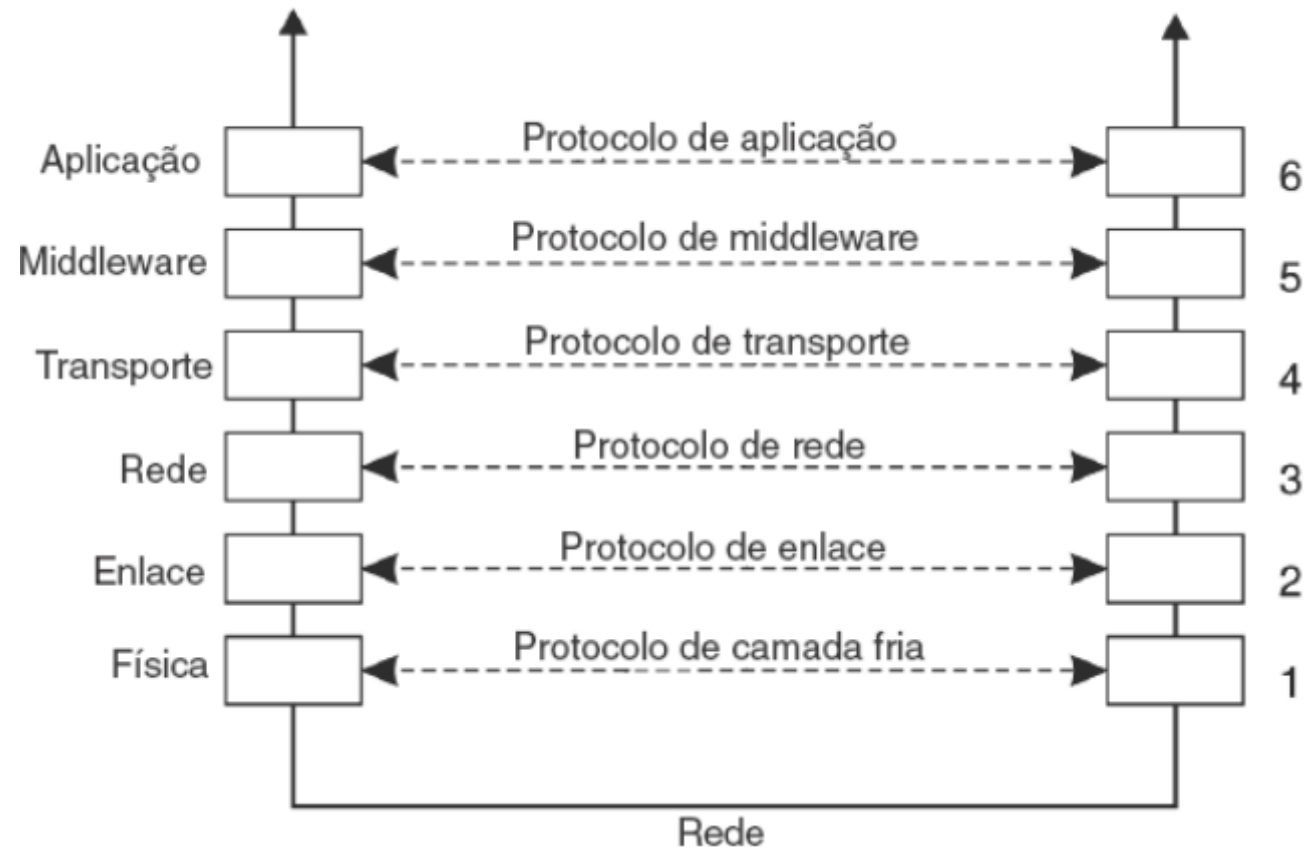 Aplicação
Protocolo de aplicação
6
Middleware
Protocolo de middleware
5
Transporte
Protocolo de transporte
4
Rede
Protocolo de rede
3
Enlace
Protocolo de enlace
2
Física
Protocolo de camada fria
1
Rede